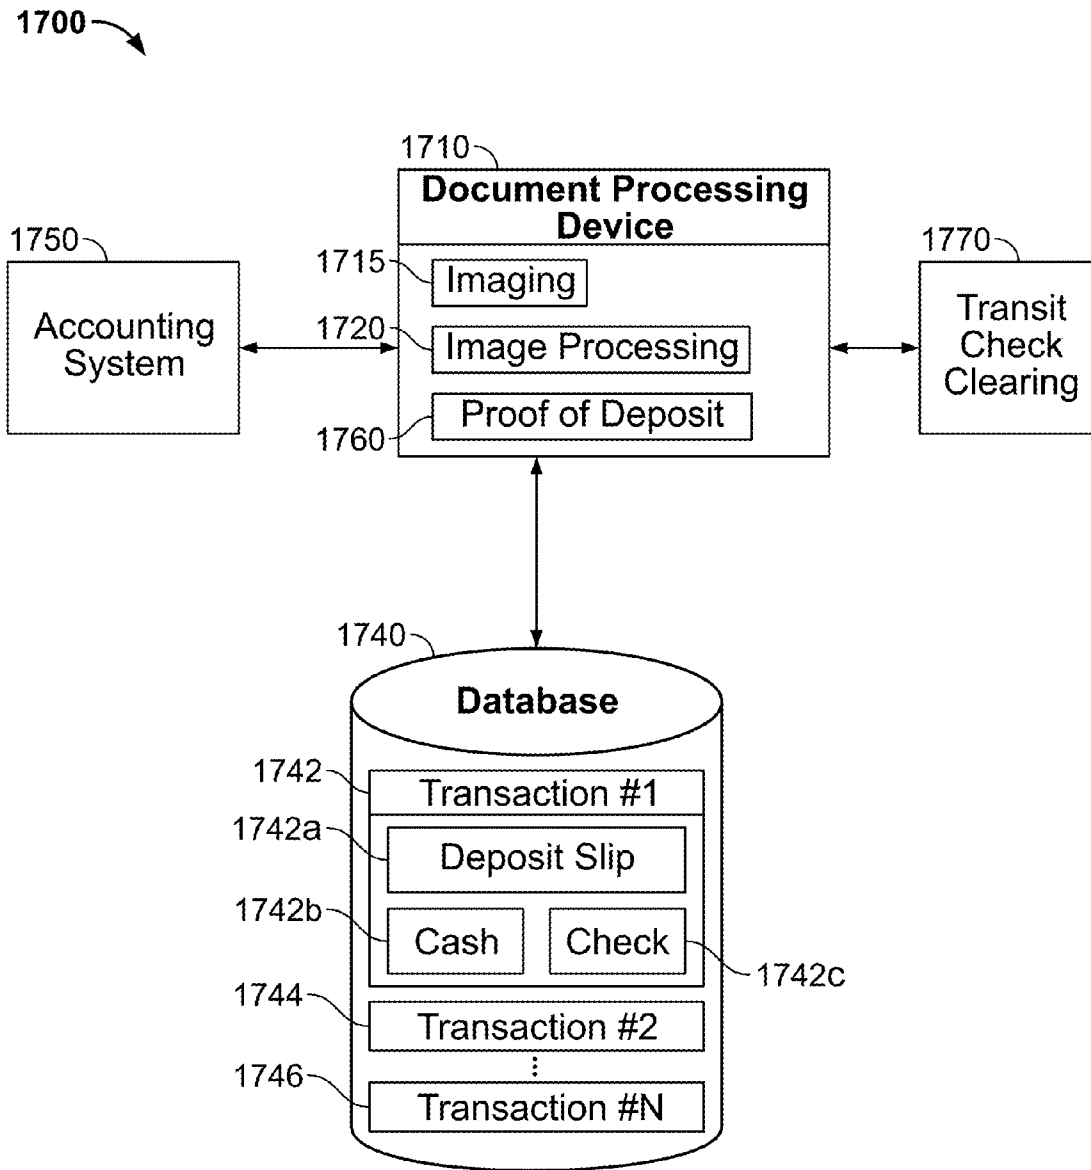 1700
1710
Document Processing
Device
1750
1715
1770
Imaging
Accounting
System
1720
Image Processing
Transit
Check
Clearing
1760
Proof of Deposit
1740
Database
1742
Transaction #1
1742a
Deposit Slip
1742b
Cash
Check
1742c
1744
Transaction #2
⋮
1746
Transaction #N